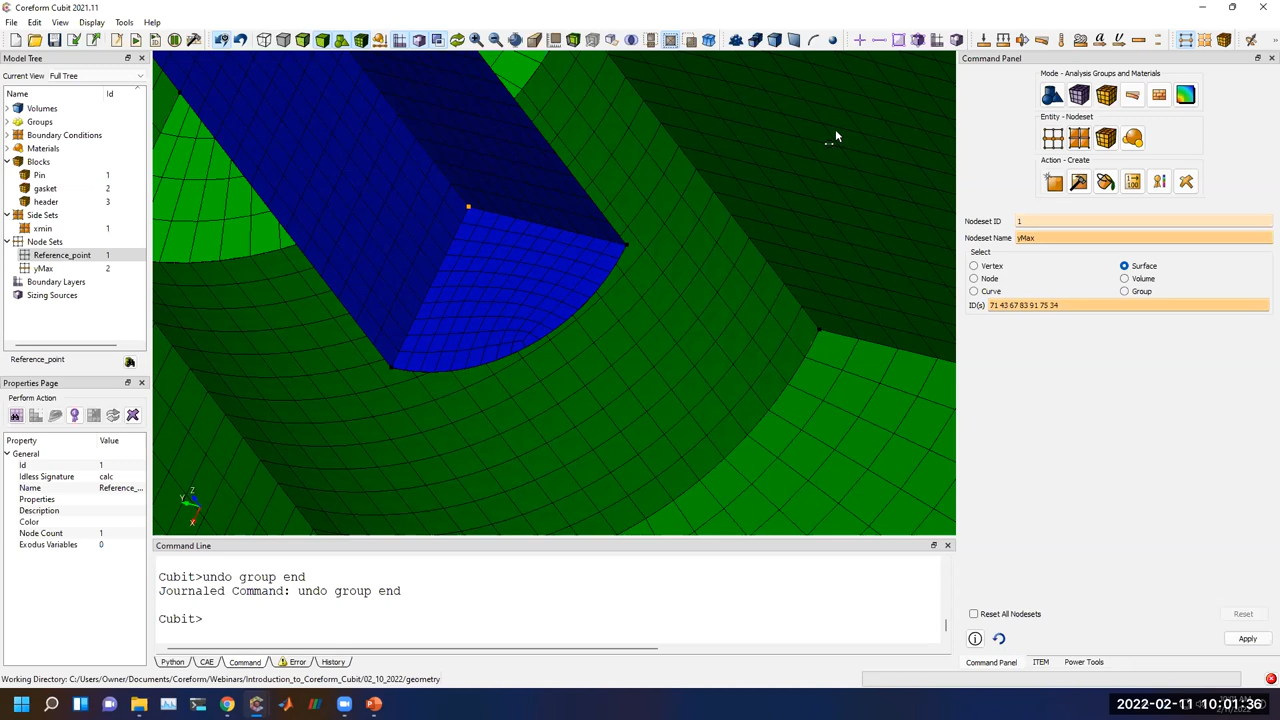 Coreform Cubit 2021.11
File Edit View Display Tools Help
Model Tree
Current View Full Tree
Name Id
Volumes
Groups
Boundary Conditions
Materials
Blocks
Pin 1
gasket 2
header 3
Side Sets
xmin 1
Node Sets
Reference_point 1
yMax 2
Boundary Layers
Sizing Sources
Reference_point
Properties Page
Perform Action
Property Value
General
Id 1
Idless Signature calc
Name Reference_...
Properties
Description
Color
Node Count 1
Exodus Variables 0
Z
Y
X
Command Line
Cubit>undo group end
Journaled Command: undo group end
Cubit>
Python CAE Command Error History
Working Directory: C:/Users/Owner/Documents/Coreform/Webinars/Introduction_to_Coreform_Cubit/02_10_2022/geometry
Command Panel
Mode - Analysis Groups and Materials
Entity - Nodeset
Action - Create
Nodeset ID 1
Nodeset Name yMax
Select
Vertex Surface
Node Volume
Curve Group
ID(s) 71 43 67 83 91 75 34
Reset All Nodesets Reset
Apply
Command Panel ITEM Power Tools
2022-02-11 10:01:36